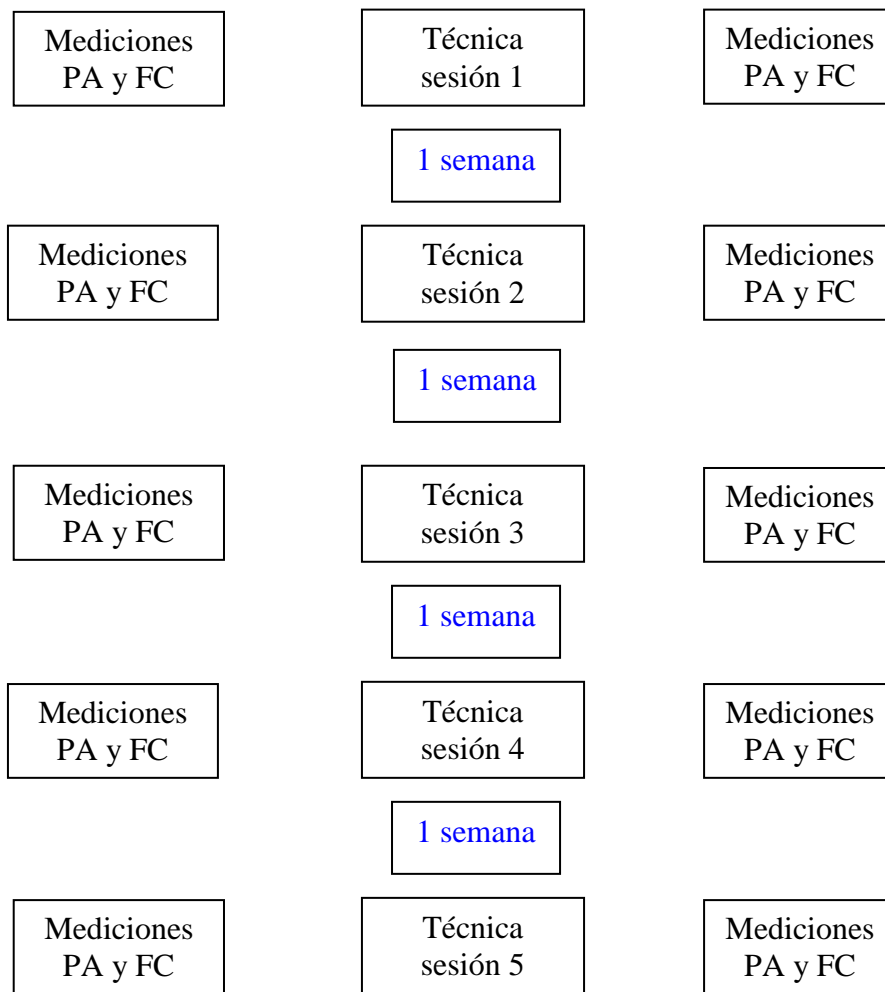 Mediciones
PA y FC
Técnica
sesión 1
Mediciones
PA y FC
1 semana
Mediciones
PA y FC
Técnica
sesión 2
Mediciones
PA y FC
1 semana
Mediciones
PA y FC
Técnica
sesión 3
Mediciones
PA y FC
1 semana
Mediciones
PA y FC
Técnica
sesión 4
Mediciones
PA y FC
1 semana
Mediciones
PA y FC
Técnica
sesión 5
Mediciones
PA y FC